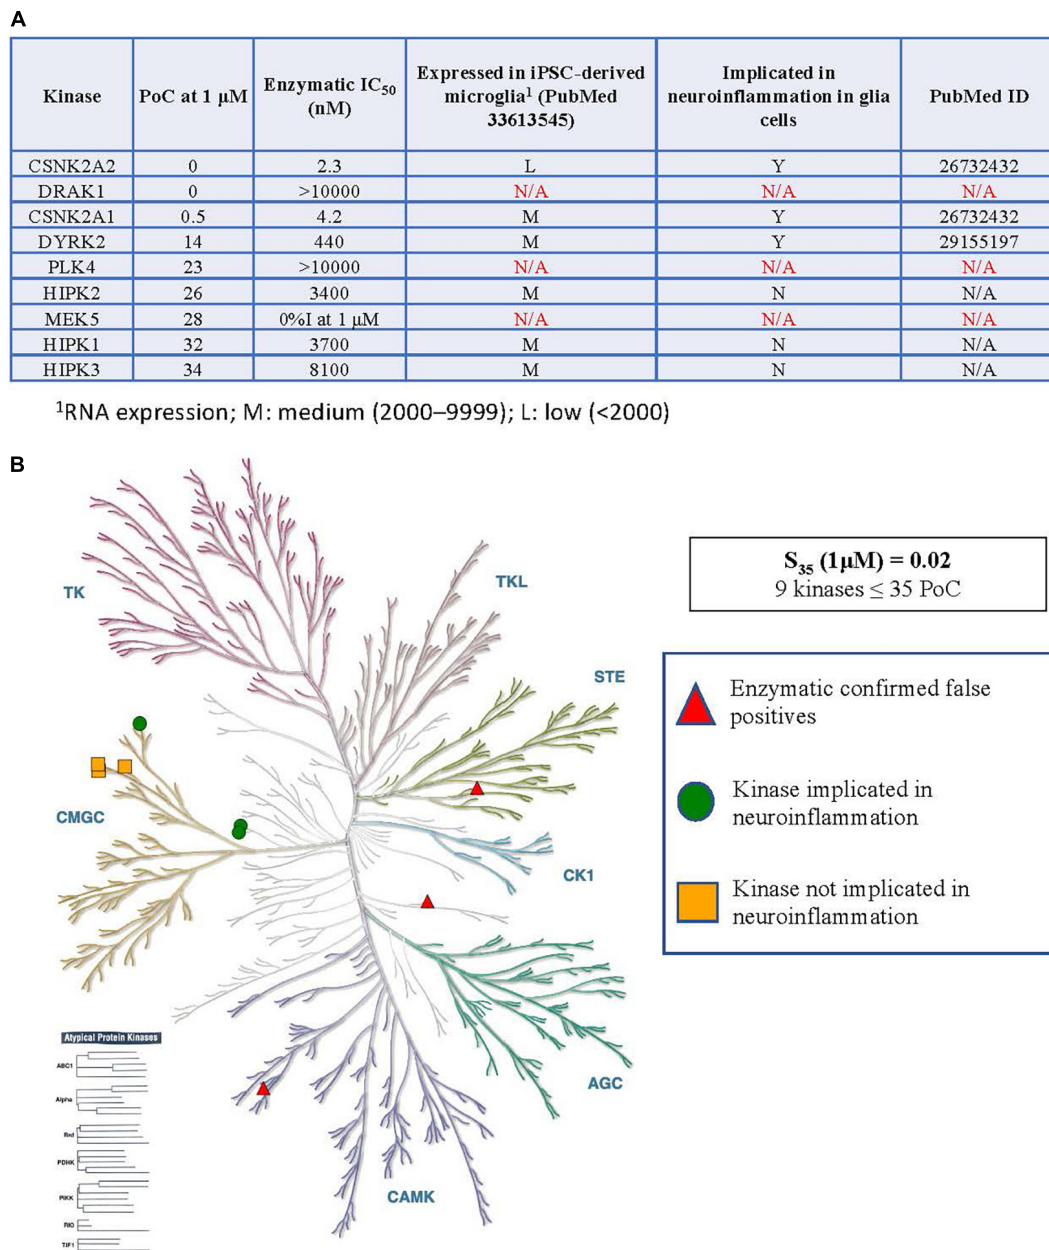 A
Kinase PoC at 1 μM Enzymatic IC50 (nM) Expressed in iPSC-derived microglia1 (PubMed 33613545) Implicated in neuroinflammation in glia cells PubMed ID
CSNK2A2 0 2.3 L Y 26732432
DRAK1 0 >10000 N/A N/A N/A
CSNK2A1 0.5 4.2 M Y 26732432
DYRK2 14 440 M Y 29155197
PLK4 23 >10000 N/A N/A N/A
HIPK2 26 3400 M N N/A
MEK5 28 0%I at 1 μM N/A N/A N/A
HIPK1 32 3700 M N N/A
HIPK3 34 8100 M N N/A
1RNA expression; M: medium (2000–9999); L: low (<2000)
B
TK
TKL
STE
CMGC
CK1
AGC
CAMK
S35 (1μM) = 0.02
9 kinases ≤ 35 PoC
Enzymatic confirmed false
positives
Kinase implicated in
neuroinflammation
Kinase not implicated in
neuroinflammation
Atypical Protein Kinases
ABC1
Alpha
Brd
PDHK
PIKK
RIO
TIF1